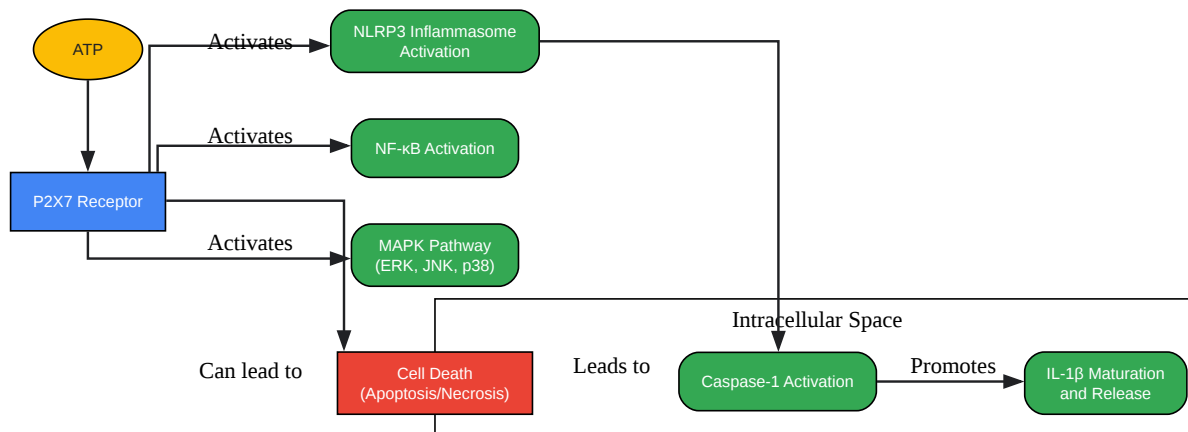 ATP
Activates
NLRP3 Inflammasome
Activation
Activates
NF-κB Activation
P2X7 Receptor
Activates
MAPK Pathway
(ERK, JNK, p38)
Intracellular Space
Can lead to
Cell Death
(Apoptosis/Necrosis)
Leads to
Caspase-1 Activation
Promotes
IL-1β Maturation
and Release